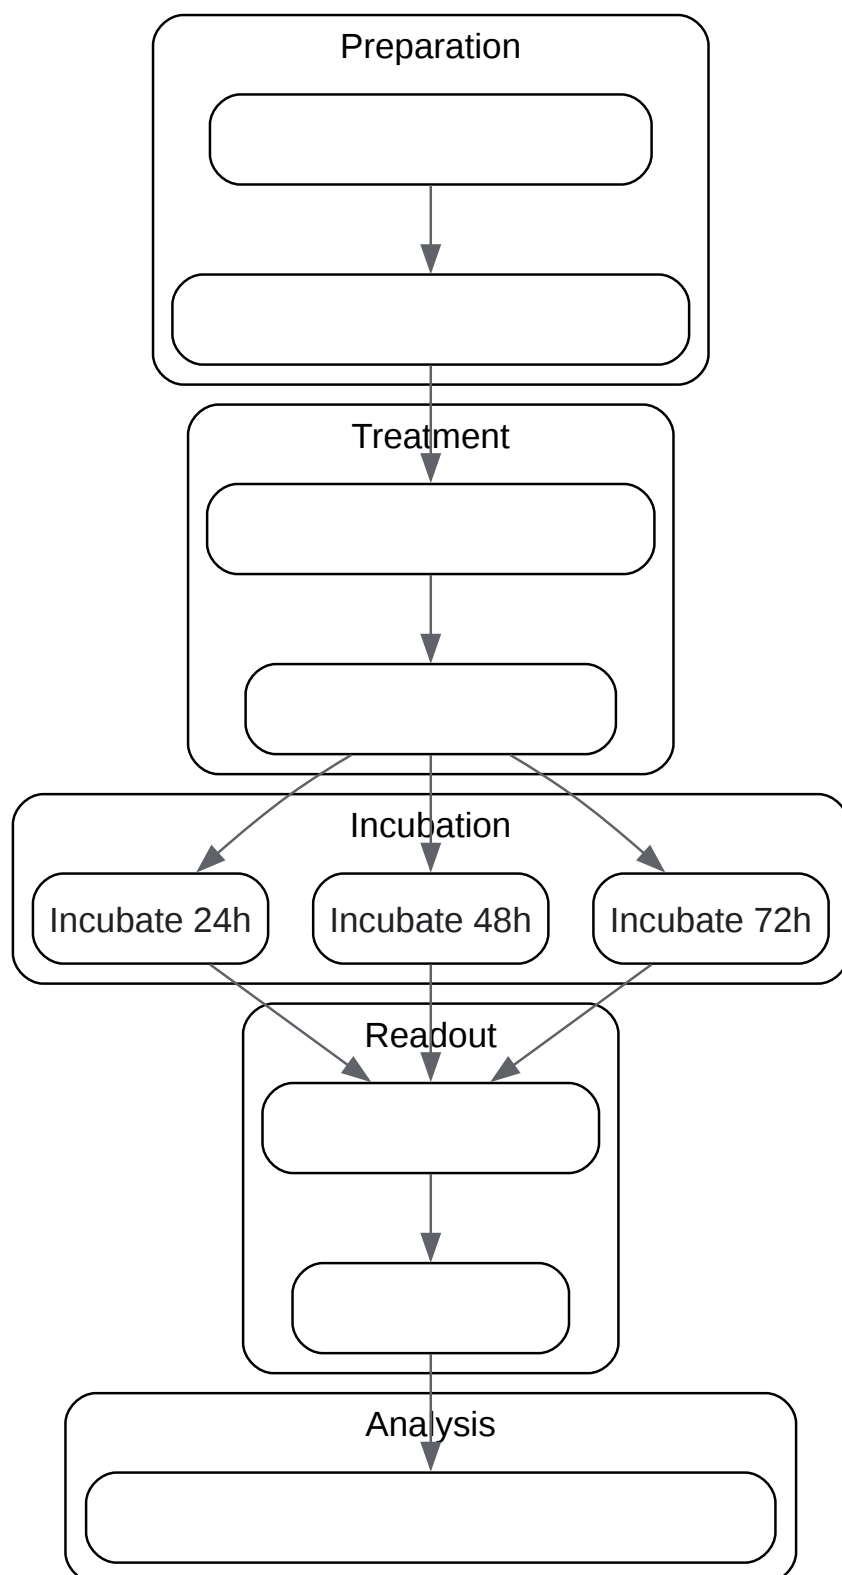 Preparation
Treatment
Incubation
Incubate 24h
Incubate 48h
Incubate 72h
Readout
Analysis